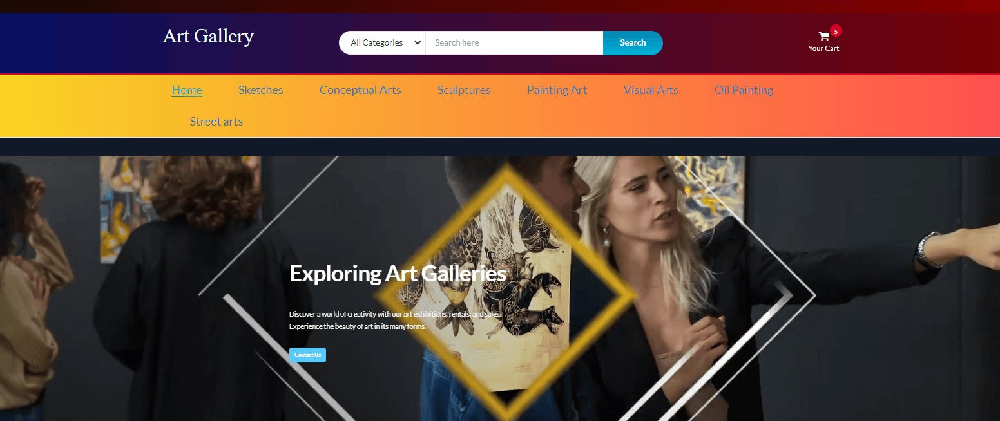 Art Gallery
All Categories
Search here
Search
5
Your Cart
Home Sketches Conceptual Arts Sculptures Painting Art Visual Arts Oil Painting
Street arts
Exploring Art Galleries
Discover a world of creativity with our art exhibitions, rentals, and sales.
Experience the beauty of art in its many forms.
Contact Us